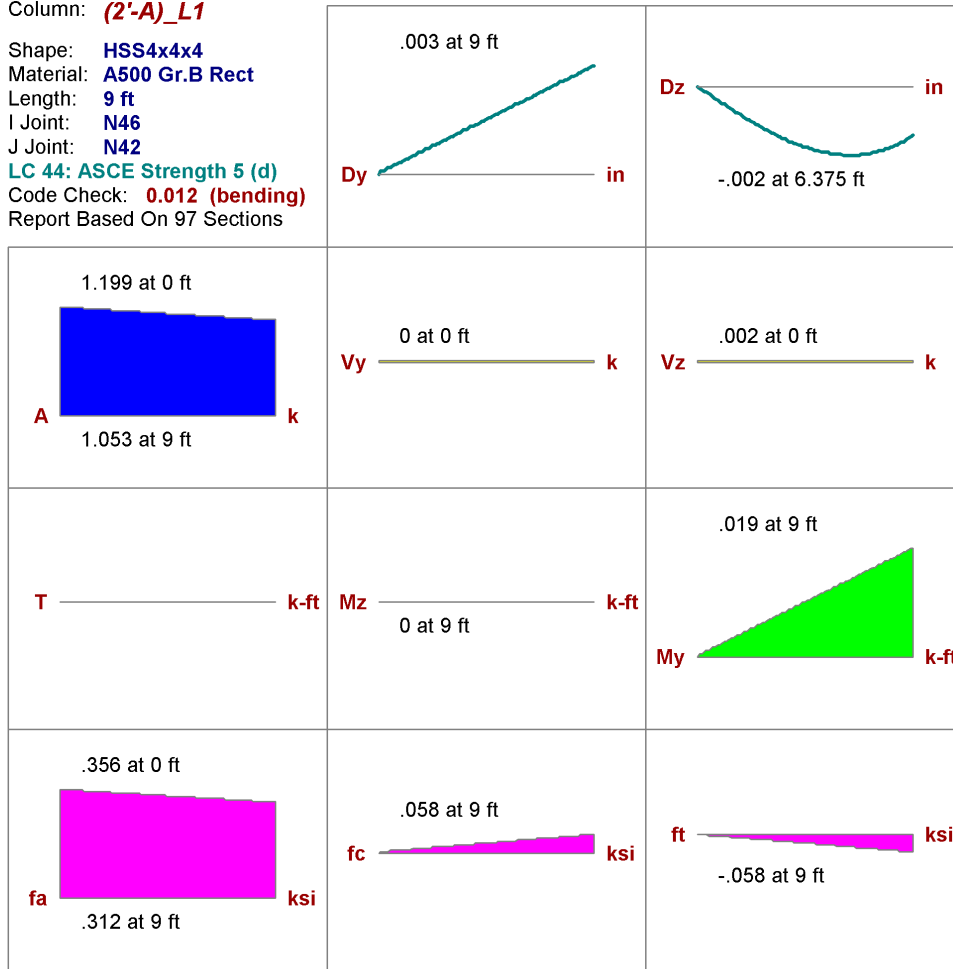 Column: (2'-A)_L1
Shape: HSS4x4x4
Material: A500 Gr.B Rect
Length: 9 ft
I Joint: N46
J Joint: N42
LC 44: ASCE Strength 5 (d)
Code Check: 0.012 (bending)
Report Based On 97 Sections
.003 at 9 ft
Dy in
Dz in
-.002 at 6.375 ft
1.199 at 0 ft
A k
1.053 at 9 ft
0 at 0 ft
Vy k
.002 at 0 ft
Vz k
T k-ft
Mz k-ft
0 at 9 ft
.019 at 9 ft
My k-ft
.356 at 0 ft
fa ksi
.312 at 9 ft
.058 at 9 ft
fc ksi
ft ksi
-.058 at 9 ft